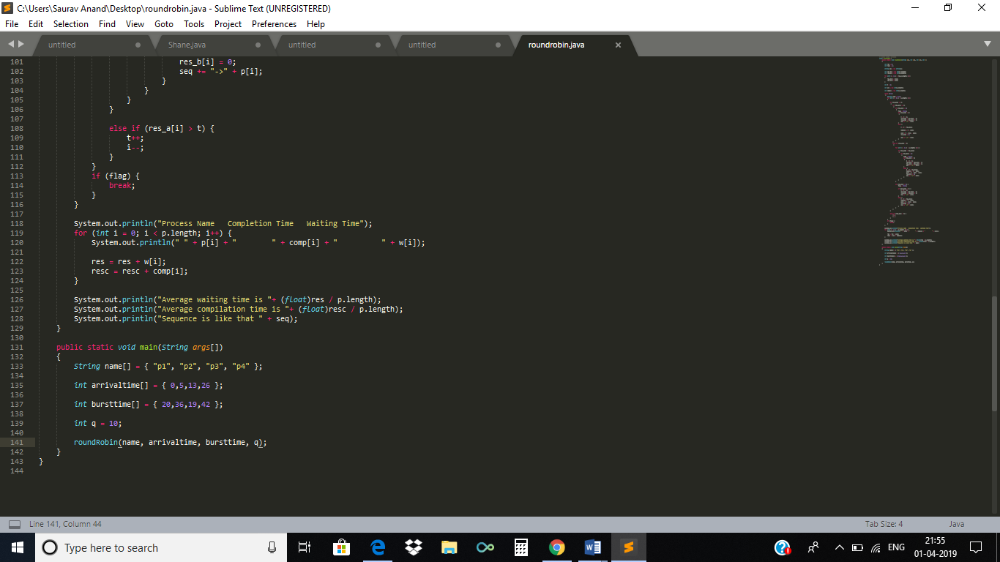 C:\Users\Saurav Anand\Desktop\roundrobin.java - Sublime Text (UNREGISTERED)
File Edit Selection Find View Goto Tools Project Preferences Help
untitled Shane.java untitled untitled roundrobin.java
101 res_b[i] = 0;
102 seq += "->" + p[i];
103 }
104 }
105 }
106 }
107
108 else if (res_a[i] > t) {
109 t++;
110 i--;
111 }
112 }
113 if (flag) {
114 break;
115 }
116 }
117
118 System.out.println("Process Name   Completion Time   Waiting Time");
119 for (int i = 0; i < p.length; i++) {
120 System.out.println(" " + p[i] + "        " + comp[i] + "          " + w[i]);
121
122 res = res + w[i];
123 resc = resc + comp[i];
124 }
125
126 System.out.println("Average waiting time is "+ (float)res / p.length);
127 System.out.println("Average compilation time is "+ (float)resc / p.length);
128 System.out.println("Sequence is like that " + seq);
129 }
130
131 public static void main(String args[])
132 {
133 String name[] = { "p1", "p2", "p3", "p4" };
134
135 int arrivaltime[] = { 0,5,13,26 };
136
137 int bursttime[] = { 20,36,19,42 };
138
139 int q = 10;
140
141 roundRobin(name, arrivaltime, bursttime, q);
142 }
143 }
144
Line 141, Column 44 Tab Size: 4 Java
Type here to search
ENG 21:55
01-04-2019